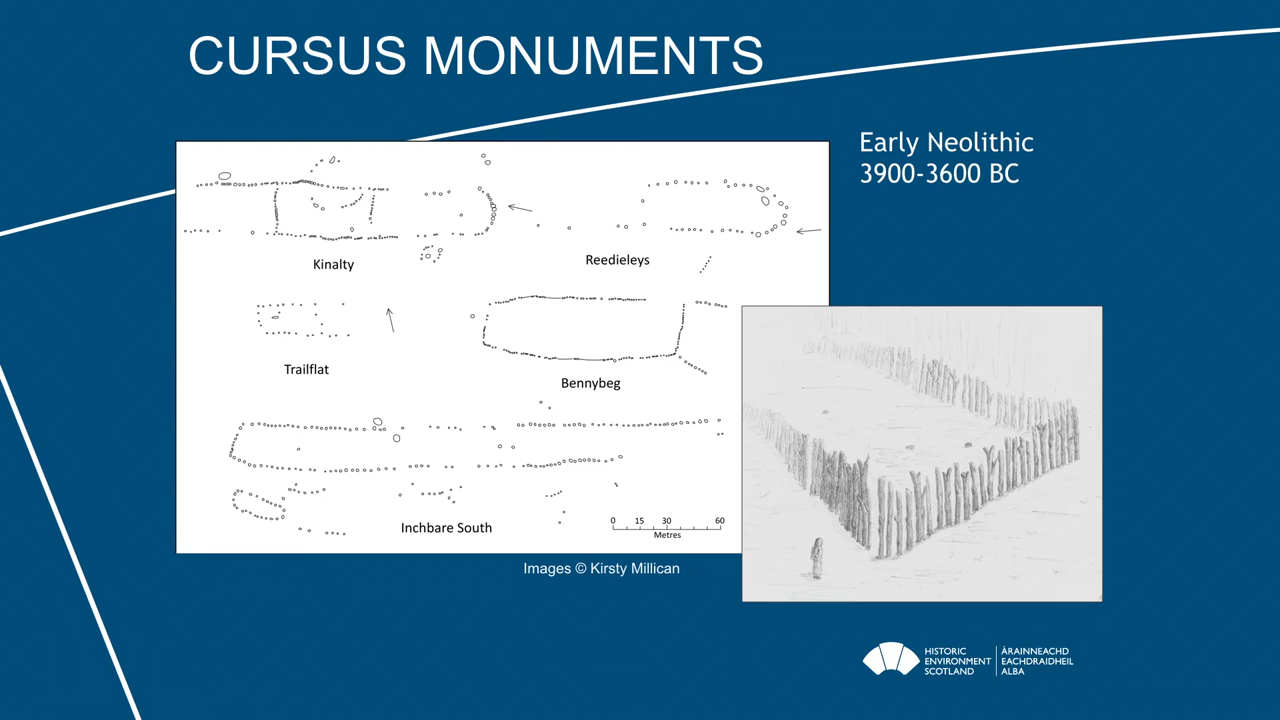 CURSUS MONUMENTS
Early Neolithic
3900-3600 BC
Kinalty
Reedieleys
Trailflat
Bennybeg
Inchbare South
0 15 30 60
Metres
Images © Kirsty Millican
HISTORIC
ENVIRONMENT
SCOTLAND
ÀRAINNEACHD
EACHDRAIDHEIL
ALBA